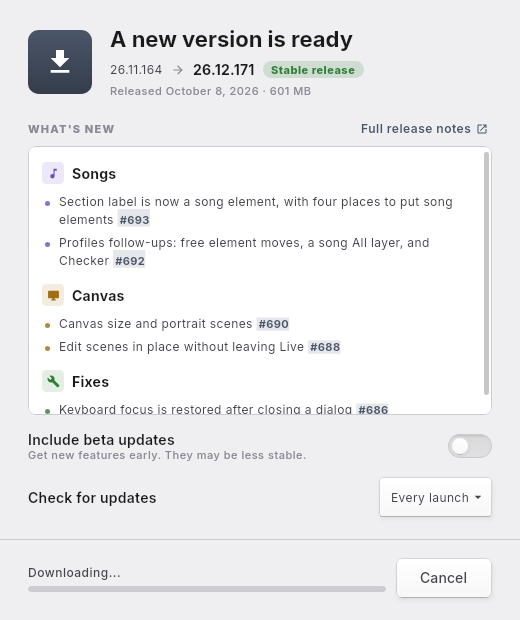 A new version is ready
26.11.164 → 26.12.171 Stable release
Released October 8, 2026 · 601 MB
WHAT'S NEW
Full release notes
Songs
Section label is now a song element, with four places to put song
elements #693
Profiles follow-ups: free element moves, a song All layer, and
Checker #692
Canvas
Canvas size and portrait scenes #690
Edit scenes in place without leaving Live #688
Fixes
Keyboard focus is restored after closing a dialog #686
Include beta updates
Get new features early. They may be less stable.
Check for updates
Every launch
Downloading...
Cancel